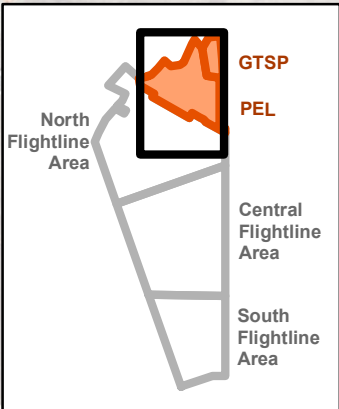 GTSP
PEL
North
Flightline
Area
Central
Flightline
Area
South
Flightline
Area